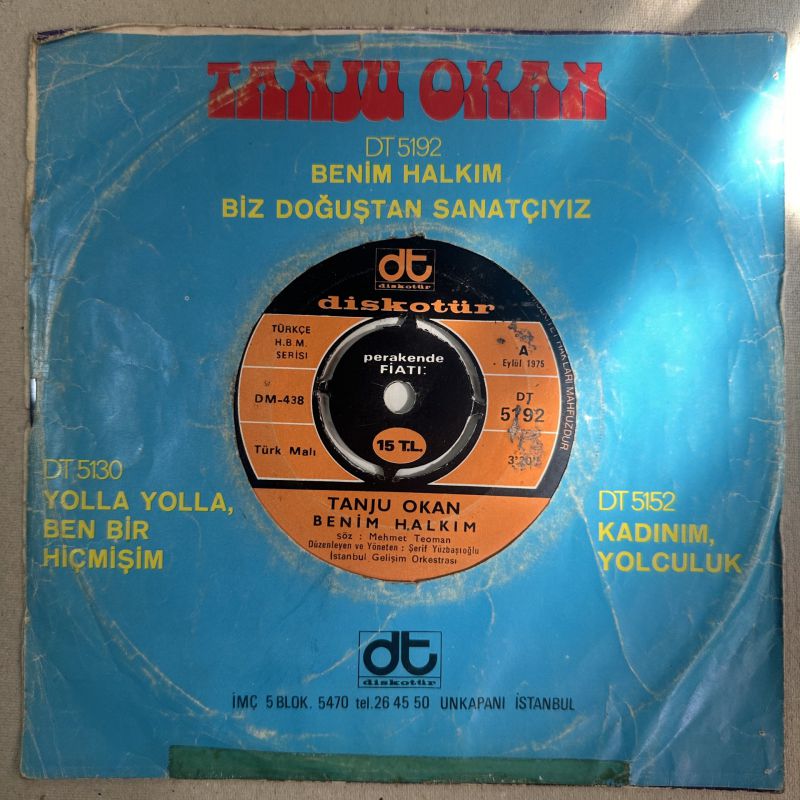 TANJU OKAN
DT 5192
BENİM HALKIM
BİZ DOĞUŞTAN SANATÇIYIZ
dt
diskotür
diskotür
TÜRKÇE
H.B.M.
SERİSI
DM-438
Türk Malı
perakende
FİATI:
15 T.L.
A
Eylül 1975
DT
5192
HAKLARI MAHFUZDUR
TANJU OKAN
BENİM HALKIM
söz : Mehmet Teoman
Düzenleyen ve Yöneten : Şerif Yüzbaşıoğlu
İstanbul Gelişim Orkestrası
DT 5130
YOLLA YOLLA,
BEN BİR
HİÇMİŞİM
DT 5152
KADINIM,
YOLCULUK
dt
diskotür
İMÇ 5 BLOK. 5470 tel. 26 45 50 UNKAPANI İSTANBUL